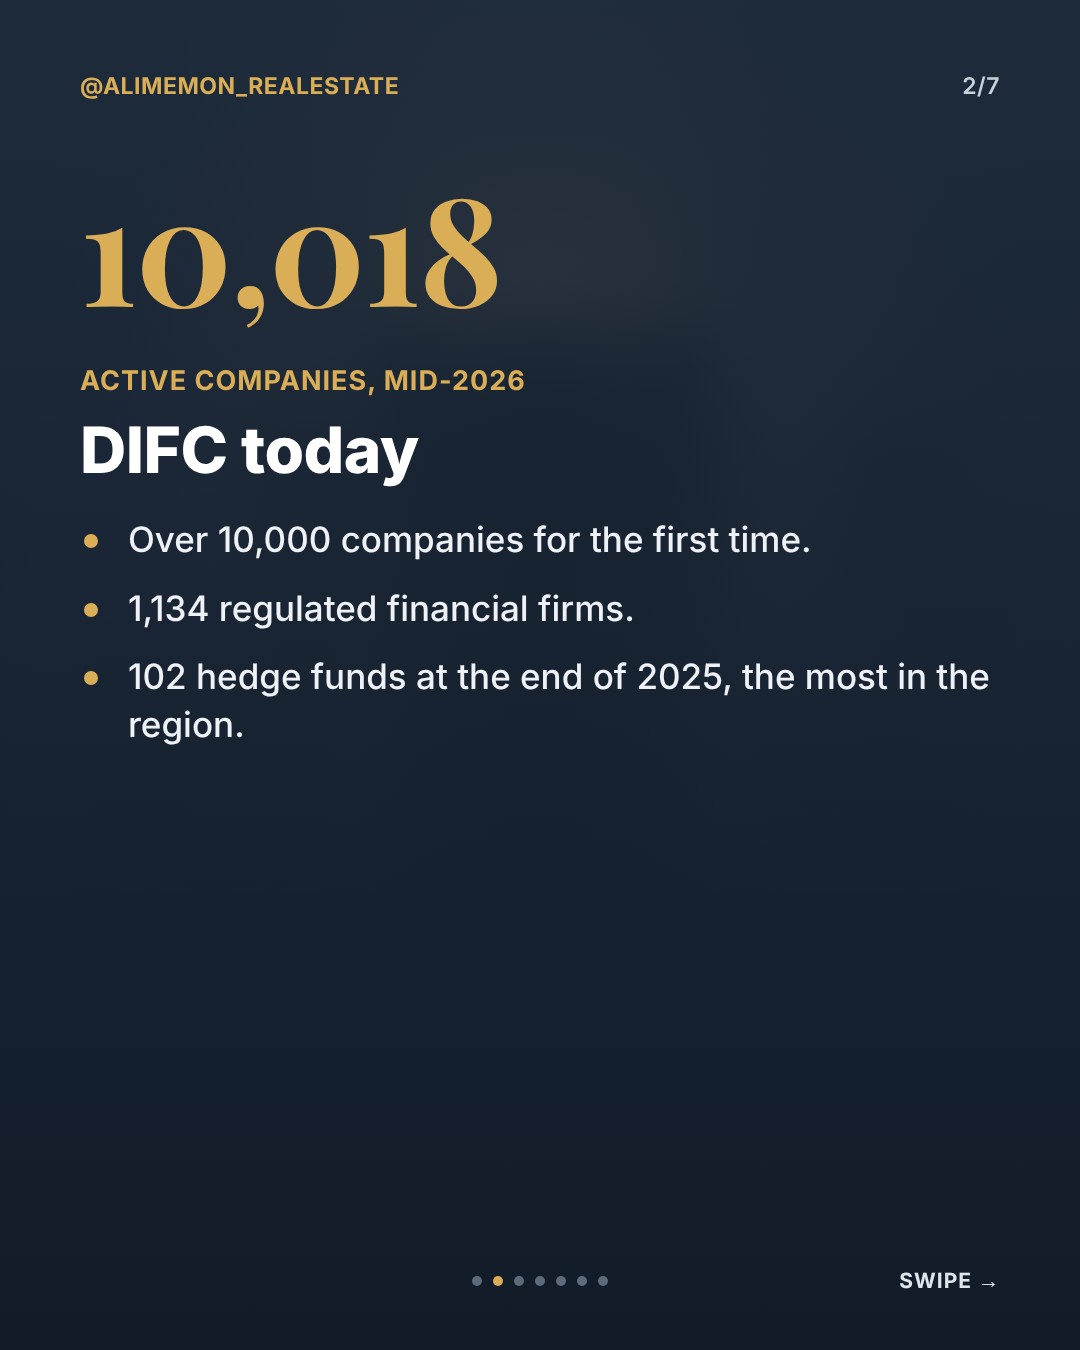 @ALIMEMON_REALESTATE
2/7
10,018
ACTIVE COMPANIES, MID-2026
DIFC today
• Over 10,000 companies for the first time.
• 1,134 regulated financial firms.
• 102 hedge funds at the end of 2025, the most in the
region.
SWIPE →